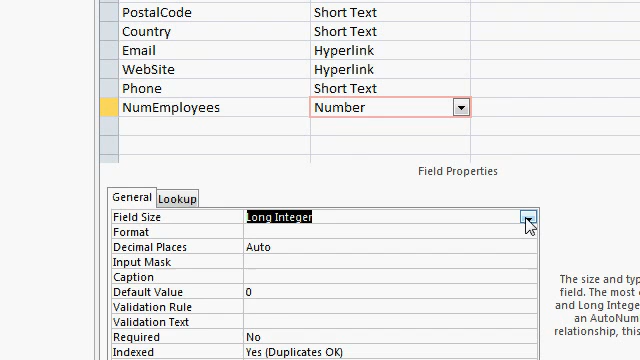 PostalCode Short Text
Country Short Text
Email Hyperlink
WebSite Hyperlink
Phone Short Text
NumEmployees Number
Field Properties
General Lookup
Field Size Long Integer
Format
Decimal Places Auto
Input Mask
Caption
Default Value 0
Validation Rule
Validation Text
Required No
Indexed Yes (Duplicates OK)
The size and typ
field. The most
and Long Intege
an AutoNum
relationship, this